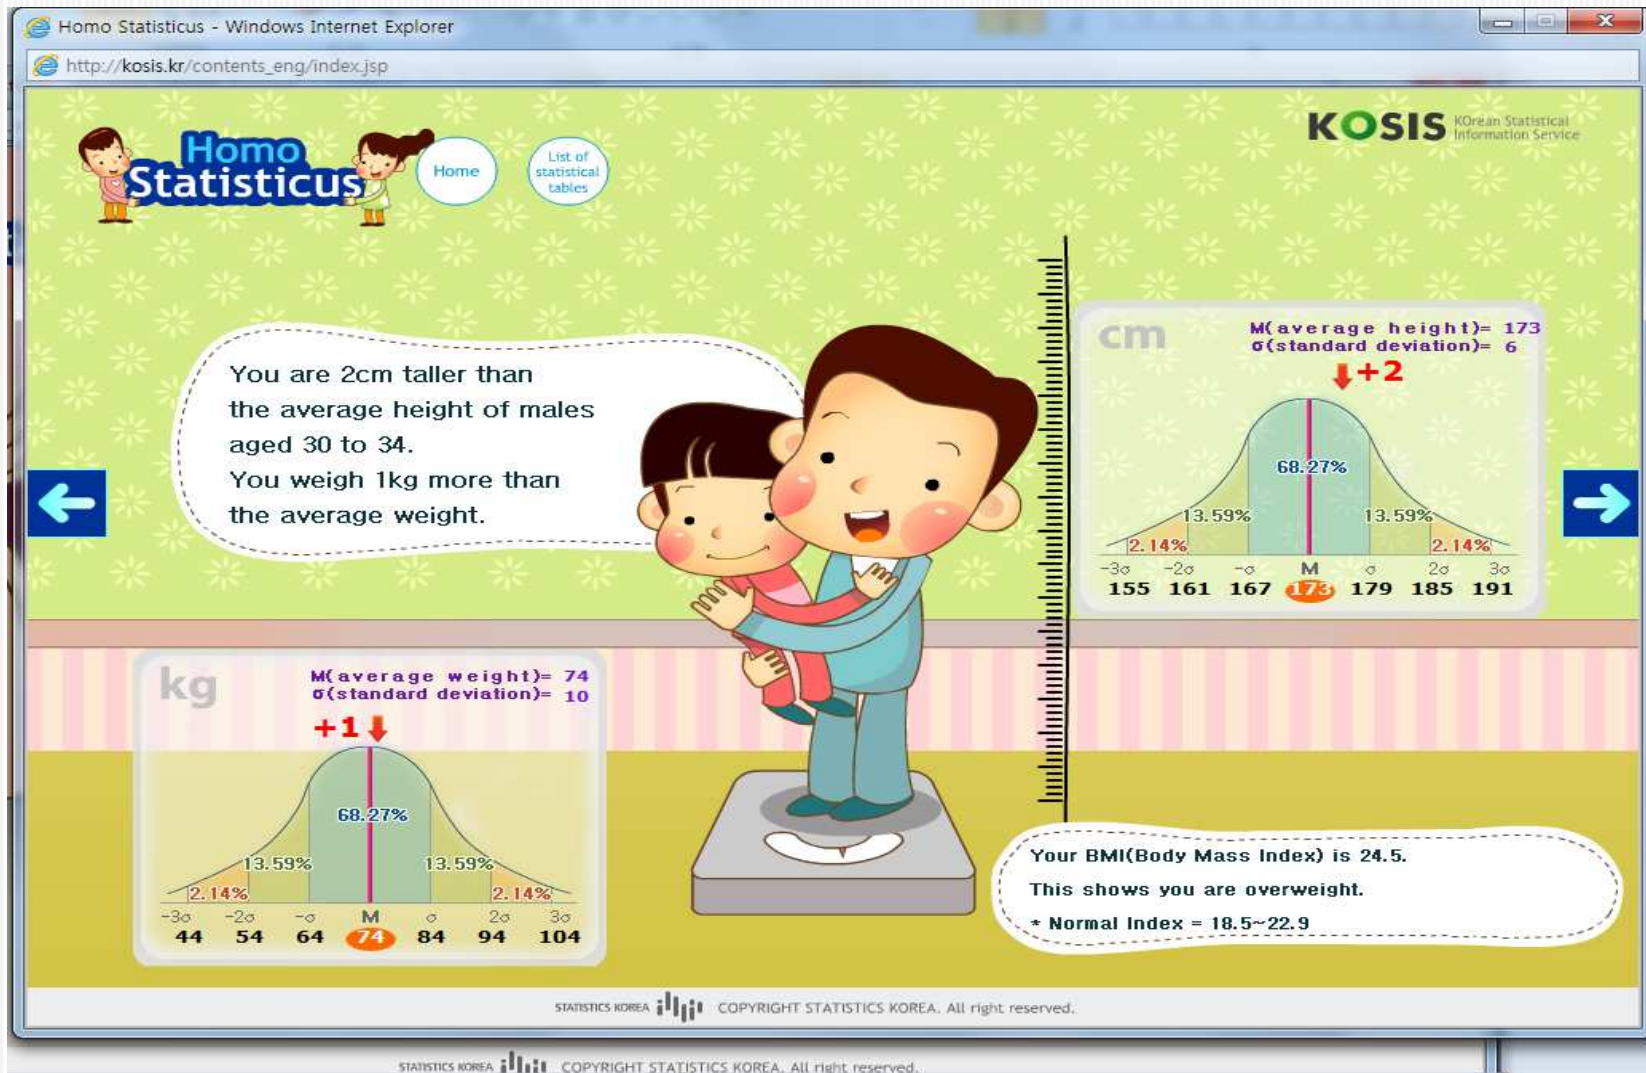 Homo Statisticus - Windows Internet Explorer
http://kosis.kr/contents_eng/index.jsp
Homo
Statisticus
Home
List of
statistical
tables
KOSIS
KOrean Statistical
Information Service
You are 2cm taller than
the average height of males
aged 30 to 34.
You weigh 1kg more than
the average weight.
cm
M(average height)= 173
σ(standard deviation)= 6
+2
68.27%
13.59% 13.59%
2.14% 2.14%
-3σ -2σ -σ M σ 2σ 3σ
155 161 167 173 179 185 191
kg
M(average weight)= 74
σ(standard deviation)= 10
+1
68.27%
13.59% 13.59%
2.14% 2.14%
-3σ -2σ -σ M σ 2σ 3σ
44 54 64 74 84 94 104
Your BMI(Body Mass Index) is 24.5.
This shows you are overweight.
* Normal Index = 18.5~22.9
STATISTICS KOREA COPYRIGHT STATISTICS KOREA. All right reserved.
STATISTICS KOREA COPYRIGHT STATISTICS KOREA. All right reserved.